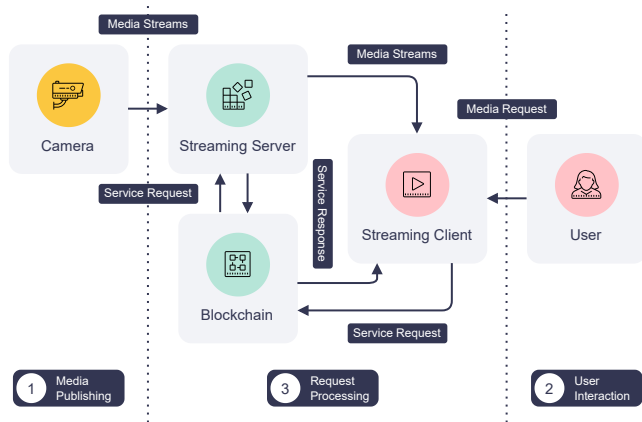 Media Streams
Media Streams
Camera
Streaming Server
Media Request
Service Request
Service Response
Streaming Client
User
Blockchain
Service Request
1 Media
Publishing
3 Request
Processing
2 User
Interaction